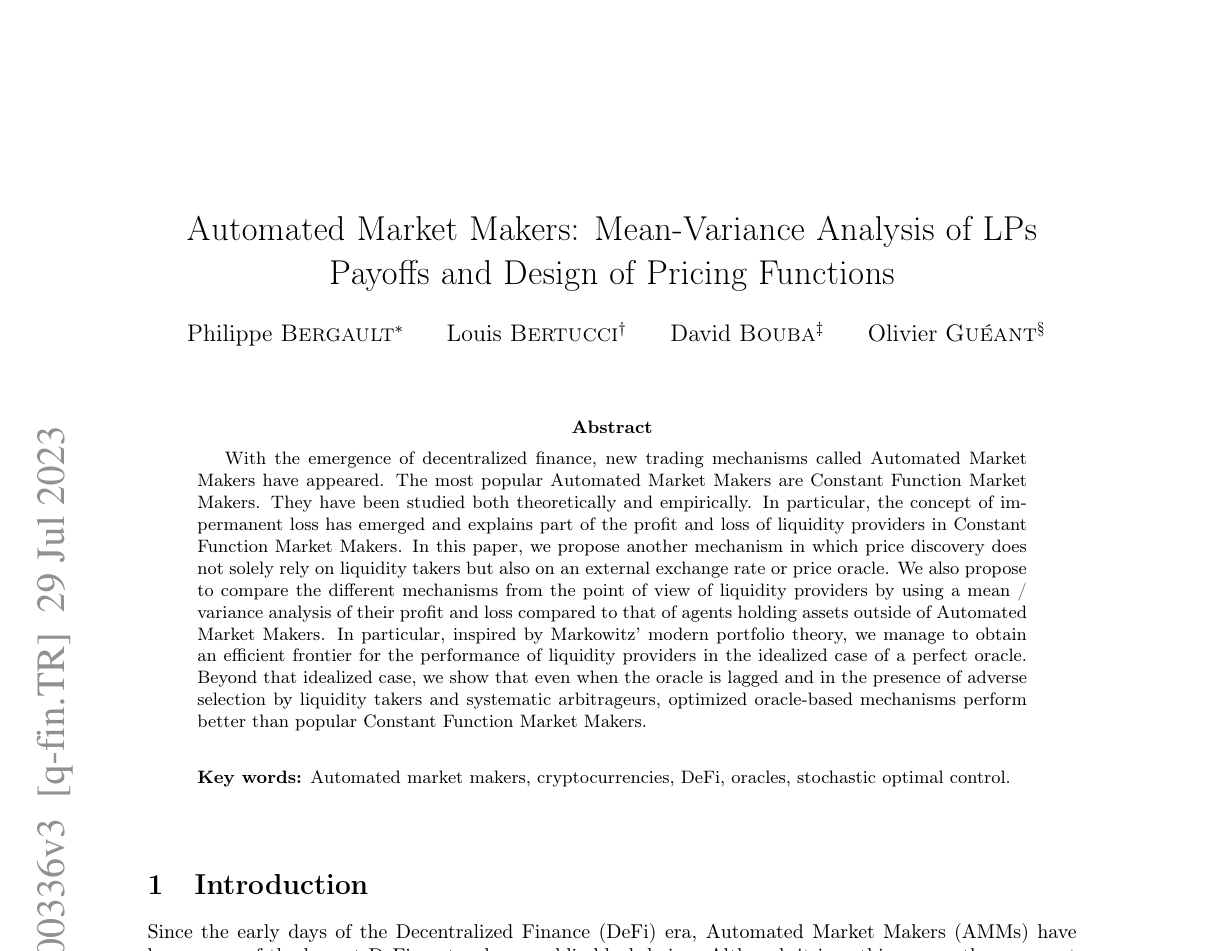 Automated Market Makers: Mean-Variance Analysis of LPs
Payoffs and Design of Pricing Functions
Philippe BERGAULT* Louis BERTUCCI† David BOUBA‡ Olivier GUÉANT§
Abstract
With the emergence of decentralized finance, new trading mechanisms called Automated Market
Makers have appeared. The most popular Automated Market Makers are Constant Function Market
Makers. They have been studied both theoretically and empirically. In particular, the concept of im-
permanent loss has emerged and explains part of the profit and loss of liquidity providers in Constant
Function Market Makers. In this paper, we propose another mechanism in which price discovery does
not solely rely on liquidity takers but also on an external exchange rate or price oracle. We also propose
to compare the different mechanisms from the point of view of liquidity providers by using a mean /
variance analysis of their profit and loss compared to that of agents holding assets outside of Automated
Market Makers. In particular, inspired by Markowitz' modern portfolio theory, we manage to obtain
an efficient frontier for the performance of liquidity providers in the idealized case of a perfect oracle.
Beyond that idealized case, we show that even when the oracle is lagged and in the presence of adverse
selection by liquidity takers and systematic arbitrageurs, optimized oracle-based mechanisms perform
better than popular Constant Function Market Makers.
Key words: Automated market makers, cryptocurrencies, DeFi, oracles, stochastic optimal control.
1 Introduction
Since the early days of the Decentralized Finance (DeFi) era, Automated Market Makers (AMMs) have
00336v3 [q-fin.TR] 29 Jul 2023